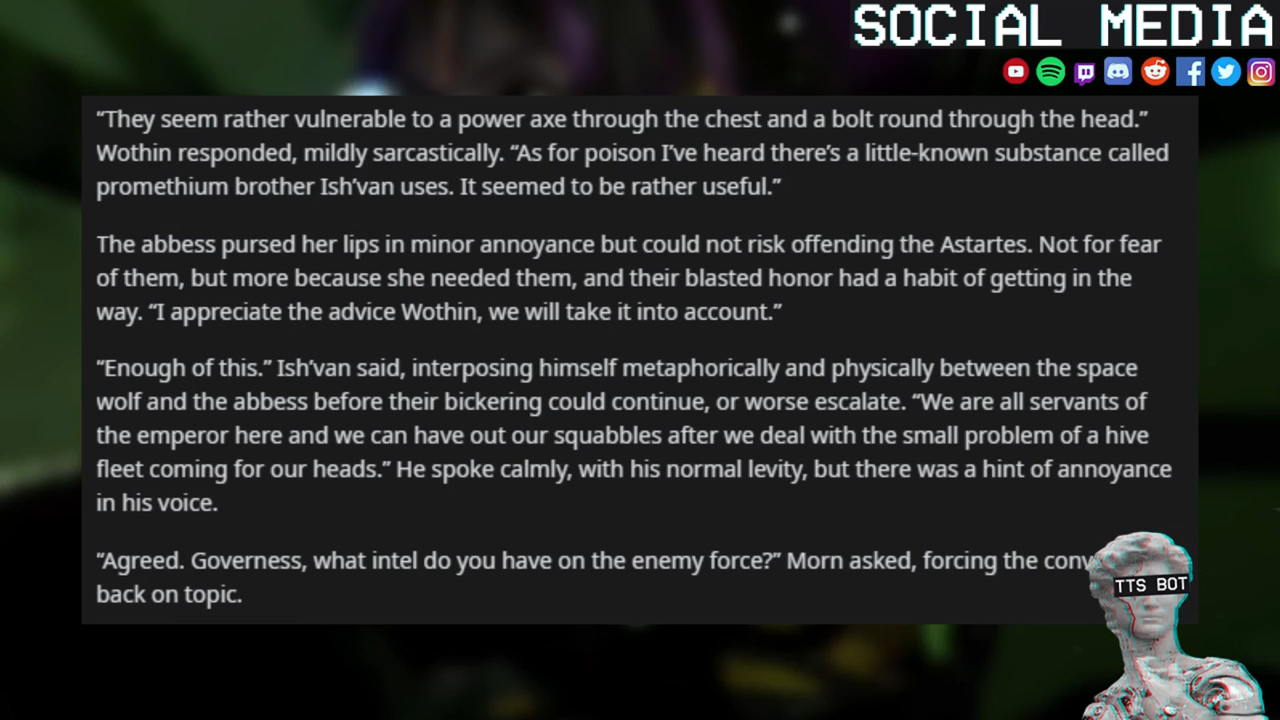 SOCIAL MEDIA
“They seem rather vulnerable to a power axe through the chest and a bolt round through the head.”
Wothin responded, mildly sarcastically. “As for poison I’ve heard there’s a little-known substance called
promethium brother Ish’van uses. It seemed to be rather useful.”
The abbess pursed her lips in minor annoyance but could not risk offending the Astartes. Not for fear
of them, but more because she needed them, and their blasted honor had a habit of getting in the
way. “I appreciate the advice Wothin, we will take it into account.”
“Enough of this.” Ish’van said, interposing himself metaphorically and physically between the space
wolf and the abbess before their bickering could continue, or worse escalate. “We are all servants of
the emperor here and we can have out our squabbles after we deal with the small problem of a hive
fleet coming for our heads.” He spoke calmly, with his normal levity, but there was a hint of annoyance
in his voice.
“Agreed. Governess, what intel do you have on the enemy force?” Morn asked, forcing the
back on topic.
TTS BOT